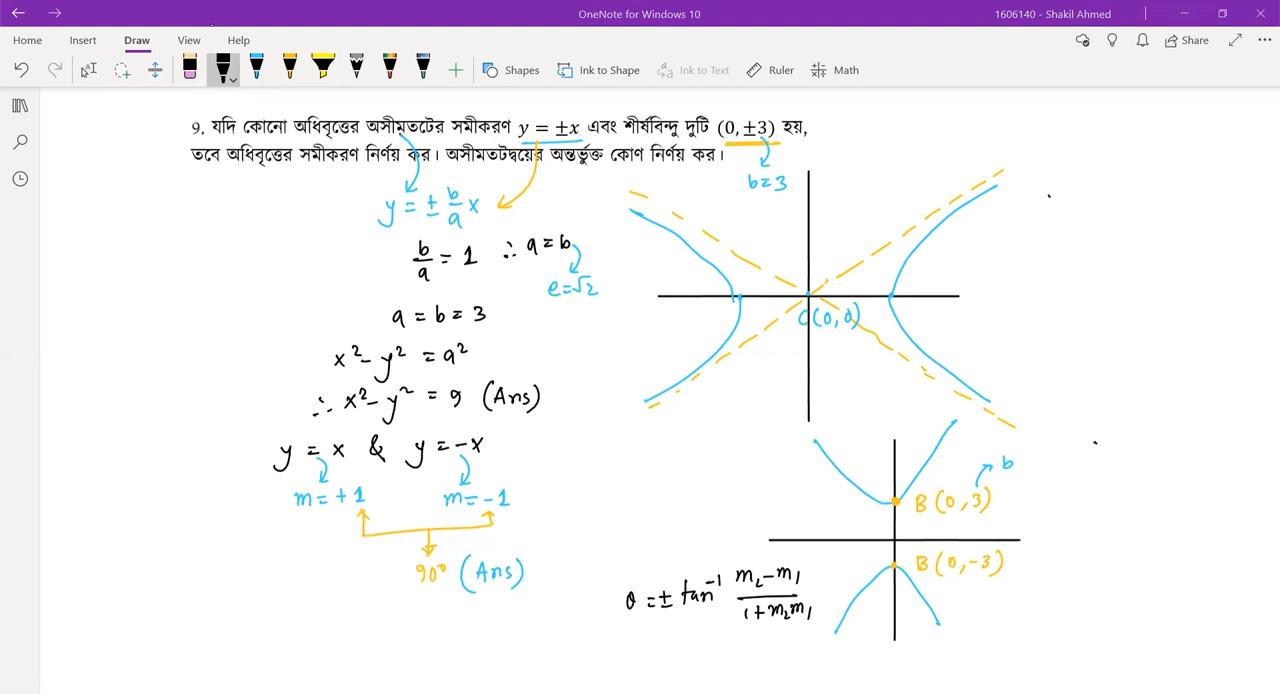 OneNote for Windows 10
1606140 - Shakil Ahmed
Home Insert Draw View Help
Share
Shapes Ink to Shape Ink to Text Ruler Math
9. যদি কোনো অধিবৃত্তের অসীমতটের সমীকরণ y = ±x এবং শীর্ষবিন্দু দুটি (0, ±3) হয়,
তবে অধিবৃত্তের সমীকরণ নির্ণয় কর। অসীমতটদ্বয়ের অন্তর্ভুক্ত কোণ নির্ণয় কর।
b = 3
y = ± b/a x
b/a = 1 ∴ a = b
e = √2
a = b = 3
C(0, 0)
x² - y² = a²
∴ x² - y² = 9 (Ans)
y = x & y = -x
m = +1 m = -1
b
B (0, 3)
90° (Ans)
B (0, -3)
θ = ± tan⁻¹ (m₂ - m₁)/(1 + m₂m₁)